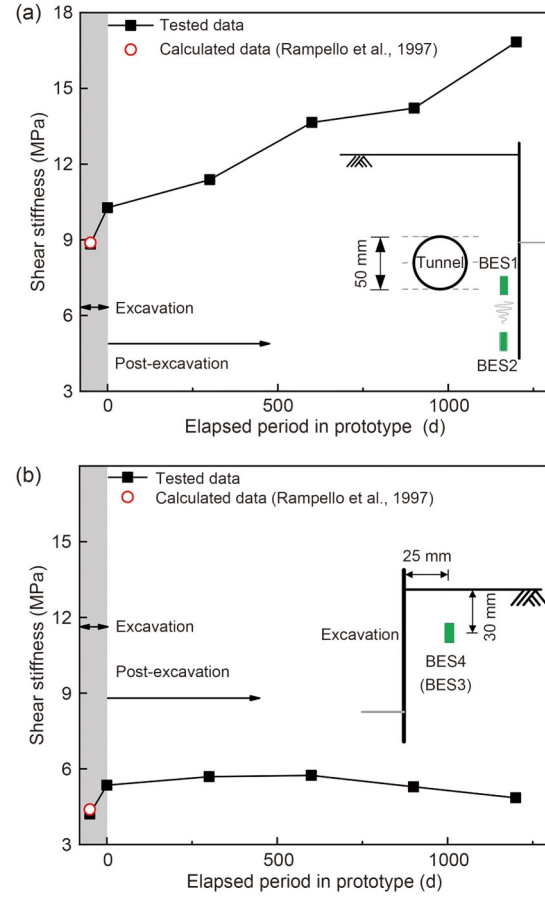 (a)
Tested data
Calculated data (Rampello et al., 1997)
18
15
12
9
6
3
Shear stiffness (MPa)
Tunnel
50 mm
BES1
BES2
Excavation
Post-excavation
0
500
1000
Elapsed period in prototype (d)
(b)
Tested data
Calculated data (Rampello et al., 1997)
15
12
9
6
3
Shear stiffness (MPa)
25 mm
30 mm
Excavation
Excavation
BES4
(BES3)
Post-excavation
0
500
1000
Elapsed period in prototype (d)